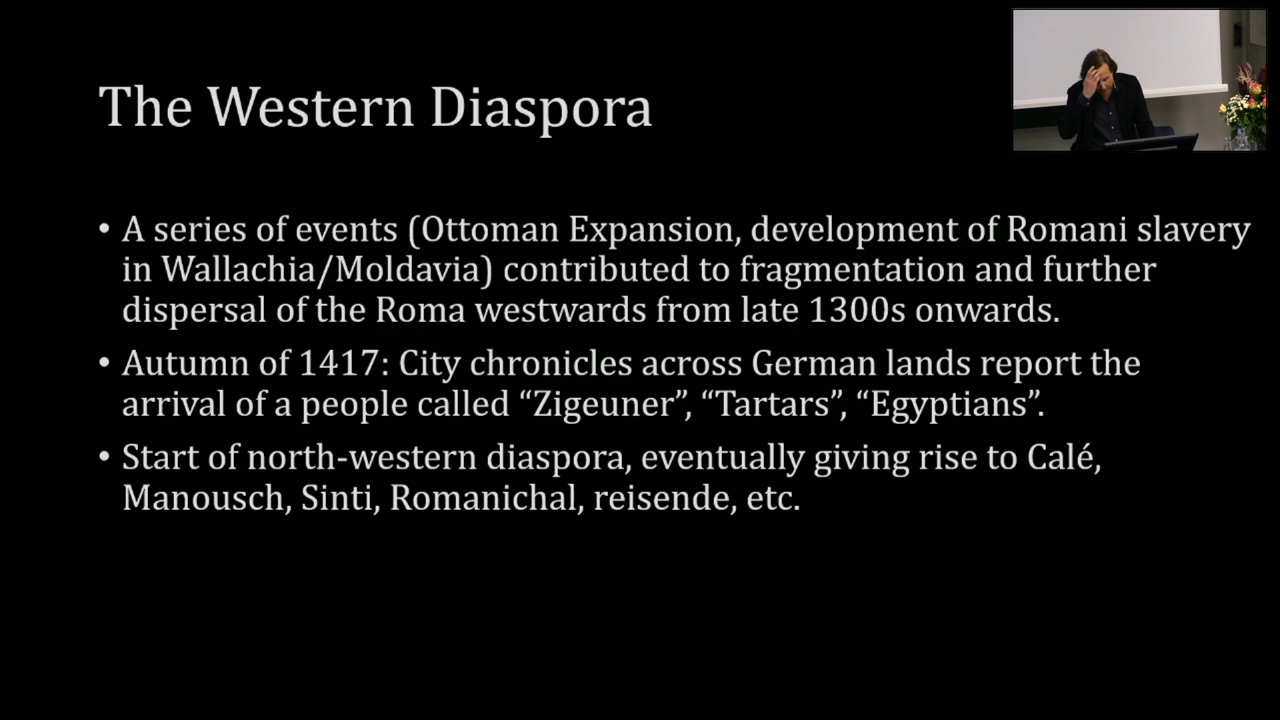 The Western Diaspora
• A series of events (Ottoman Expansion, development of Romani slavery
in Wallachia/Moldavia) contributed to fragmentation and further
dispersal of the Roma westwards from late 1300s onwards.
• Autumn of 1417: City chronicles across German lands report the
arrival of a people called “Zigeuner”, “Tartars”, “Egyptians”.
• Start of north-western diaspora, eventually giving rise to Calé,
Manousch, Sinti, Romanichal, reisende, etc.